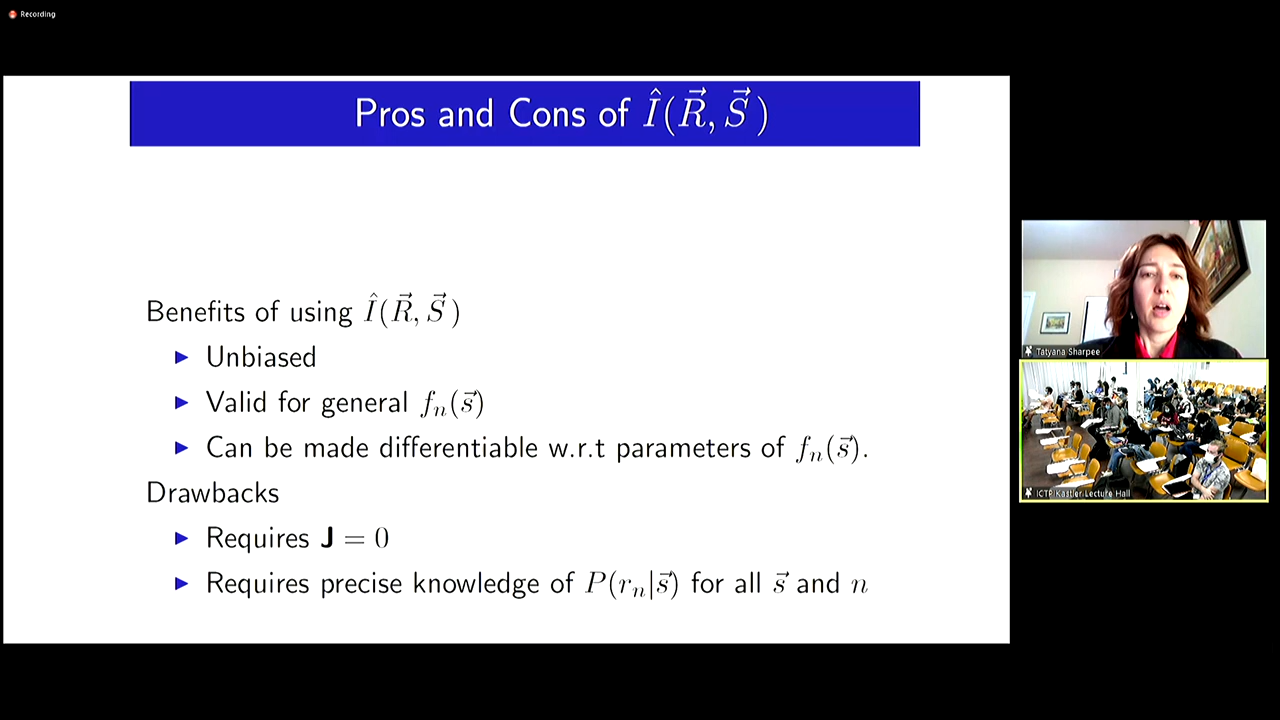 Recording
Pros and Cons of Î(R⃗, S⃗)
Benefits of using Î(R⃗, S⃗)
▶ Unbiased
▶ Valid for general fₙ(s⃗)
▶ Can be made differentiable w.r.t parameters of fₙ(s⃗).
Drawbacks
▶ Requires J = 0
▶ Requires precise knowledge of P(rₙ|s⃗) for all s⃗ and n
Tatyana Sharpee
ICTP Kastler Lecture Hall